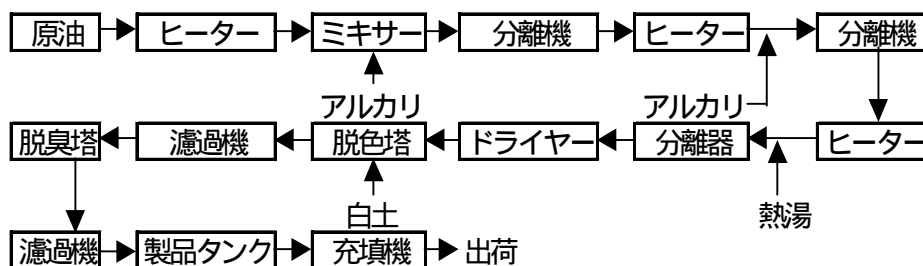 原油 ヒーター ミキサー 分離機 ヒーター 分離機
アルカリ アルカリ
脱臭塔 濾過機 脱色塔 ドライヤー 分離器 ヒーター
白土 熱湯
濾過機 製品タンク 充填機 出荷